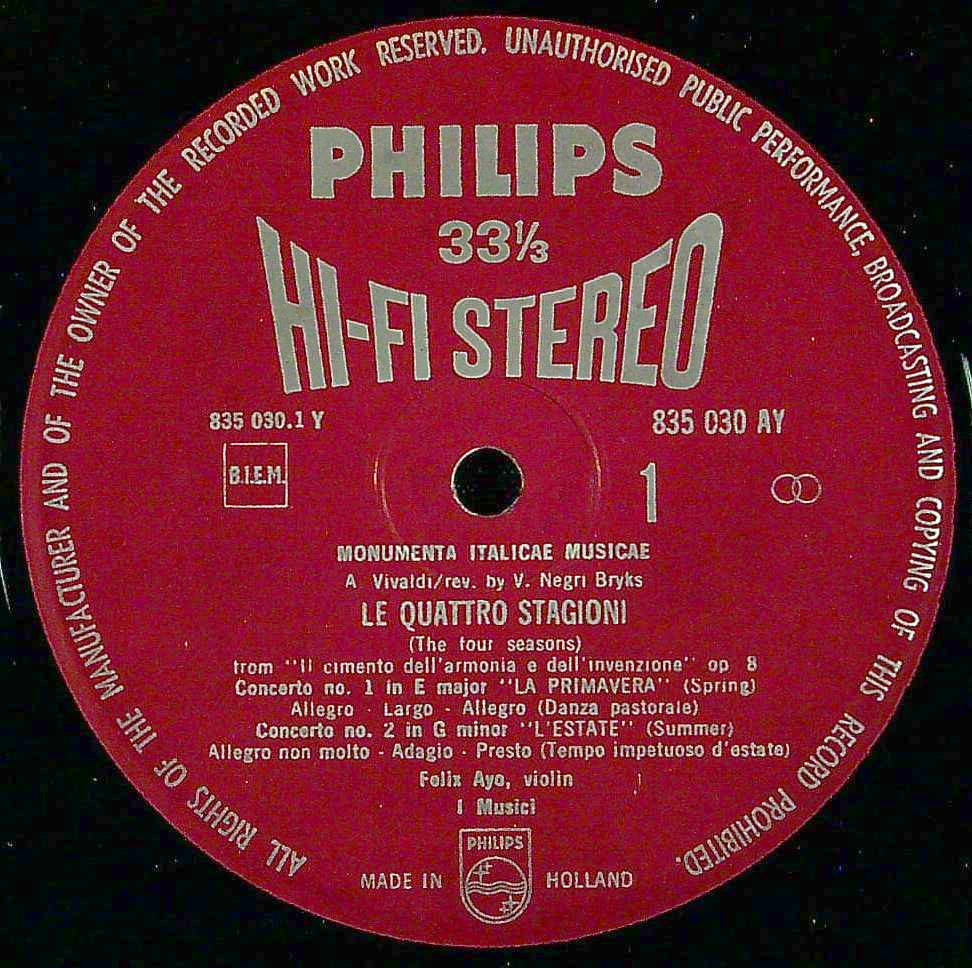 ALL RIGHTS OF THE MANUFACTURER AND OF THE OWNER OF THE RECORDED WORK RESERVED. UNAUTHORISED PUBLIC PERFORMANCE, BROADCASTING AND COPYING OF THIS RECORD PROHIBITED.
PHILIPS
33⅓
HI-FI STEREO
835 030.1 Y
835 030 AY
B.I.E.M.
1
MONUMENTA ITALICAE MUSICAE
A Vivaldi/rev. by V. Negri Bryks
LE QUATTRO STAGIONI
(The four seasons)
from "Il cimento dell'armonia e dell'invenzione" op 8
Concerto no. 1 in E major "LA PRIMAVERA" (Spring)
Allegro - Largo - Allegro (Danza pastorale)
Concerto no. 2 in G minor "L'ESTATE" (Summer)
Allegro non molto - Adagio - Presto (Tempo impetuoso d'estate)
Felix Ayo, violin
I Musici
PHILIPS
MADE IN HOLLAND